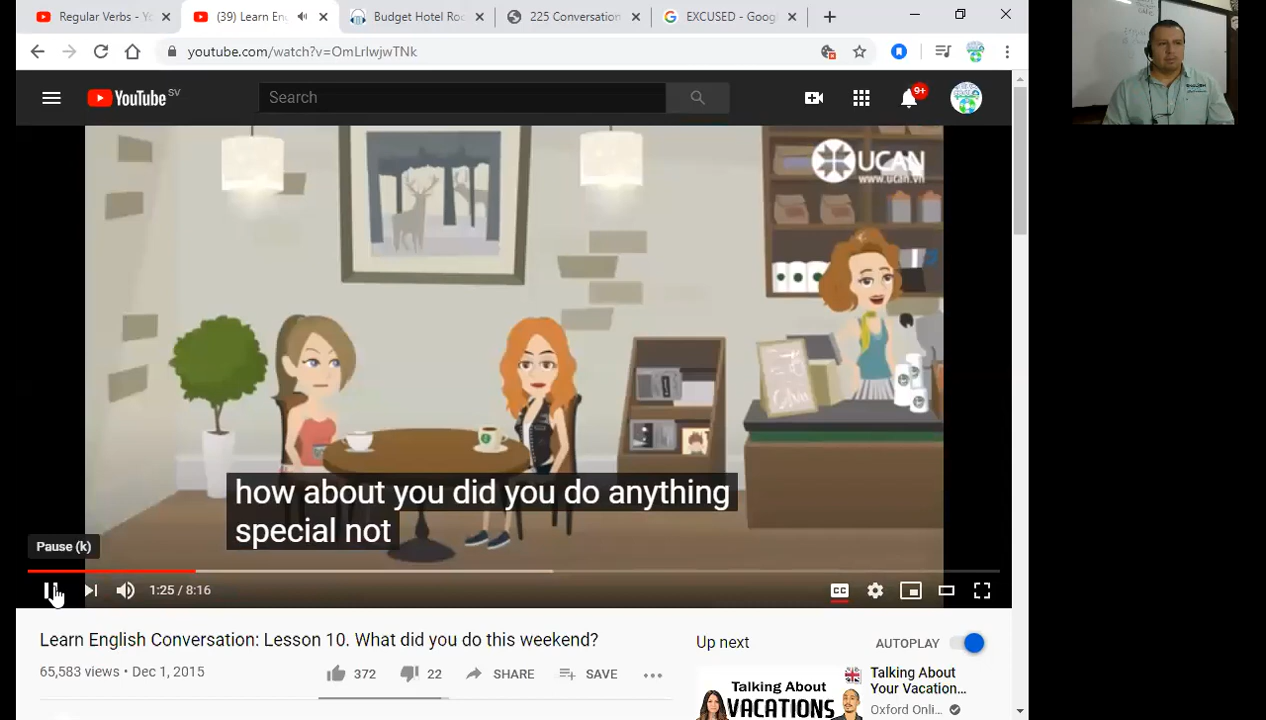 Regular Verbs - Yo
(39) Learn En
Budget Hotel Roo
225 Conversation
EXCUSED - Goog
youtube.com/watch?v=OmLrIwjwTNk
YouTube SV
Search
9+
UCAN
www.ucan.vn
how about you did you do anything
special not
Pause (k)
1:25 / 8:16
CC
Learn English Conversation: Lesson 10. What did you do this weekend?
65,583 views • Dec 1, 2015
372
22
SHARE
SAVE
Up next
AUTOPLAY
Talking About
VACATIONS
Talking About
Your Vacation...
Oxford Onli...